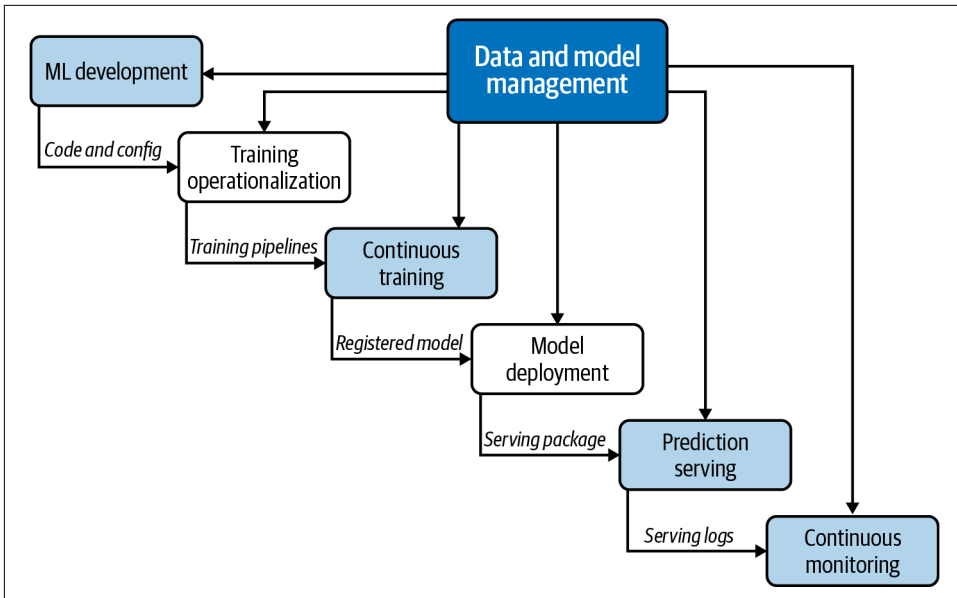 Data and model
management
ML development
Code and config
Training
operationalization
Training pipelines
Continuous
training
Registered model
Model
deployment
Serving package
Prediction
serving
Serving logs
Continuous
monitoring